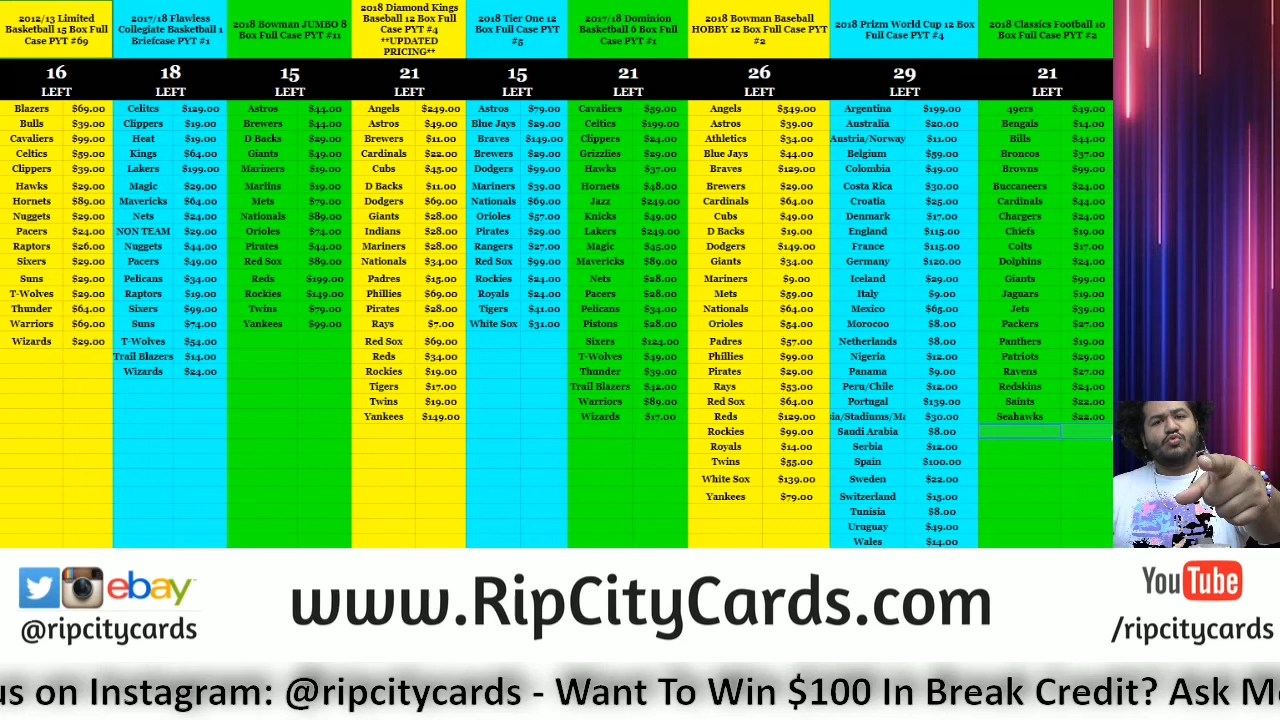 2012/13 Limited
Basketball 15 Box Full
Case PYT #69
16
LEFT
Blazers $69.00
Bulls $39.00
Cavaliers $99.00
Celtics $59.00
Clippers $39.00
Hawks $29.00
Hornets $89.00
Nuggets $29.00
Pacers $24.00
Raptors $26.00
Sixers $29.00
Suns $29.00
T-Wolves $29.00
Thunder $64.00
Warriors $69.00
Wizards $29.00
2017/18 Flawless
Collegiate Basketball 1
Briefcase PYT #1
18
LEFT
Celitcs $129.00
Clippers $19.00
Heat $19.00
Kings $64.00
Lakers $199.00
Magic $29.00
Mavericks $64.00
Nets $24.00
NON TEAM $29.00
Nuggets $44.00
Pacers $49.00
Pelicans $34.00
Raptors $19.00
Sixers $99.00
Suns $74.00
T-Wolves $54.00
Trail Blazers $14.00
Wizards $24.00
2018 Bowman JUMBO 8
Box Full Case PYT #11
15
LEFT
Astros $44.00
Brewers $44.00
D Backs $29.00
Giants $49.00
Mariners $19.00
Marlins $19.00
Mets $79.00
Nationals $89.00
Orioles $74.00
Pirates $44.00
Red Sox $89.00
Reds $199.00
Rockies $149.00
Twins $79.00
Yankees $99.00
2018 Diamond Kings
Baseball 12 Box Full
Case PYT #4
**UPDATED
PRICING**
21
LEFT
Angels $249.00
Astros $49.00
Brewers $11.00
Cardinals $22.00
Cubs $45.00
D Backs $11.00
Dodgers $69.00
Giants $28.00
Indians $28.00
Mariners $28.00
Nationals $34.00
Padres $15.00
Phillies $69.00
Pirates $28.00
Rays $7.00
Red Sox $69.00
Reds $34.00
Rockies $19.00
Tigers $17.00
Twins $19.00
Yankees $149.00
2018 Tier One 12
Box Full Case PYT
#5
15
LEFT
Astros $79.00
Blue Jays $29.00
Braves $149.00
Brewers $29.00
Dodgers $99.00
Mariners $39.00
Nationals $69.00
Orioles $57.00
Pirates $29.00
Rangers $27.00
Red Sox $99.00
Rockies $24.00
Royals $24.00
Tigers $41.00
White Sox $31.00
2017/18 Dominion
Basketball 6 Box Full
Case PYT #1
21
LEFT
Cavaliers $59.00
Celtics $199.00
Clippers $24.00
Grizzlies $29.00
Hawks $37.00
Hornets $48.00
Jazz $249.00
Knicks $49.00
Lakers $249.00
Magic $45.00
Mavericks $89.00
Nets $28.00
Pacers $28.00
Pelicans $34.00
Pistons $28.00
Sixers $124.00
T-Wolves $49.00
Thunder $39.00
Trail Blazers $42.00
Warriors $89.00
Wizards $17.00
2018 Bowman Baseball
HOBBY 12 Box Full Case PYT
#2
26
LEFT
Angels $549.00
Astros $39.00
Athletics $34.00
Blue Jays $44.00
Braves $129.00
Brewers $29.00
Cardinals $64.00
Cubs $49.00
D Backs $19.00
Dodgers $149.00
Giants $34.00
Mariners $9.00
Mets $59.00
Nationals $64.00
Orioles $54.00
Padres $57.00
Phillies $99.00
Pirates $29.00
Rays $53.00
Red Sox $64.00
Reds $129.00
Rockies $99.00
Royals $14.00
Twins $55.00
White Sox $139.00
Yankees $79.00
2018 Prizm World Cup 12 Box
Full Case PYT #4
29
LEFT
Argentina $199.00
Australia $20.00
Austria/Norway $11.00
Belgium $59.00
Colombia $49.00
Costa Rica $30.00
Croatia $25.00
Denmark $17.00
England $115.00
France $115.00
Germany $120.00
Iceland $29.00
Italy $9.00
Mexico $65.00
Morocoo $8.00
Netherlands $8.00
Nigeria $12.00
Panama $9.00
Peru/Chile $12.00
Portugal $139.00
ia/Stadiums/Ma $30.00
Saudi Arabia $8.00
Serbia $12.00
Spain $100.00
Sweden $22.00
Switzerland $15.00
Tunisia $8.00
Uruguay $49.00
Wales $14.00
2018 Classics Football 10
Box Full Case PYT #2
21
LEFT
49ers $49.00
Bengals $14.00
Bills $44.00
Broncos $37.00
Browns $99.00
Buccaneers $24.00
Cardinals $44.00
Chargers $24.00
Chiefs $19.00
Colts $17.00
Dolphins $24.00
Giants $99.00
Jaguars $19.00
Jets $39.00
Packers $27.00
Panthers $19.00
Patriots $29.00
Ravens $27.00
Redskins $24.00
Saints $22.00
Seahawks $22.00
ebay
@ripcitycards
www.RipCityCards.com
YouTube
/ripcitycards
us on Instagram: @ripcitycards - Want To Win $100 In Break Credit? Ask M